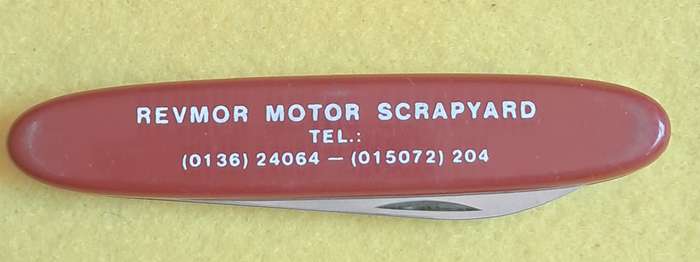 REVMOR MOTOR SCRAPYARD
TEL.:
(0136) 24064 — (015072) 204